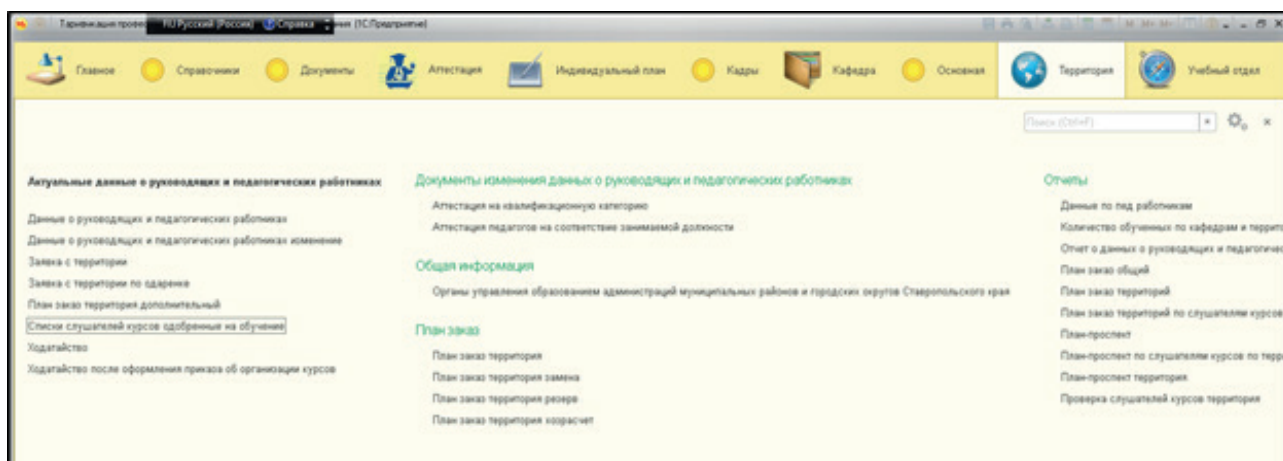 RU Русский (Россия) Справка (1С:Предприятие)
Главное Справочники Документы Аттестация Индивидуальный план Кадры Кафедра Основная Территория Учебный отдел
Поиск (Ctrl+F)
Актуальные данные о руководящих и педагогических работниках
Данные о руководящих и педагогических работниках
Данные о руководящих и педагогических работниках изменение
Заявка с территории
Заявка с территории по одаренке
План заказ территория дополнительный
Списки слушателей курсов одобренные на обучение
Ходатайство
Ходатайство после оформления приказа об организации курсов
Документы изменения данных о руководящих и педагогических работниках
Аттестация на квалификационную категорию
Аттестация педагогов на соответствие занимаемой должности
Общая информация
Органы управления образованием администраций муниципальных районов и городских округов Ставропольского края
План заказ
План заказ территория
План заказ территория замена
План заказ территория резерв
План заказ территория хозрасчет
Отчеты
Данные по пед работникам
Количество обученных по кафедрам и террито
Отчет о данных о руководящих и педагогичес
План заказ общий
План заказ территорий
План заказ территорий по слушателям курсов
План-проспект
План-проспект по слушателям курсов по терр
План-проспект территория
Проверка слушателей курсов территория